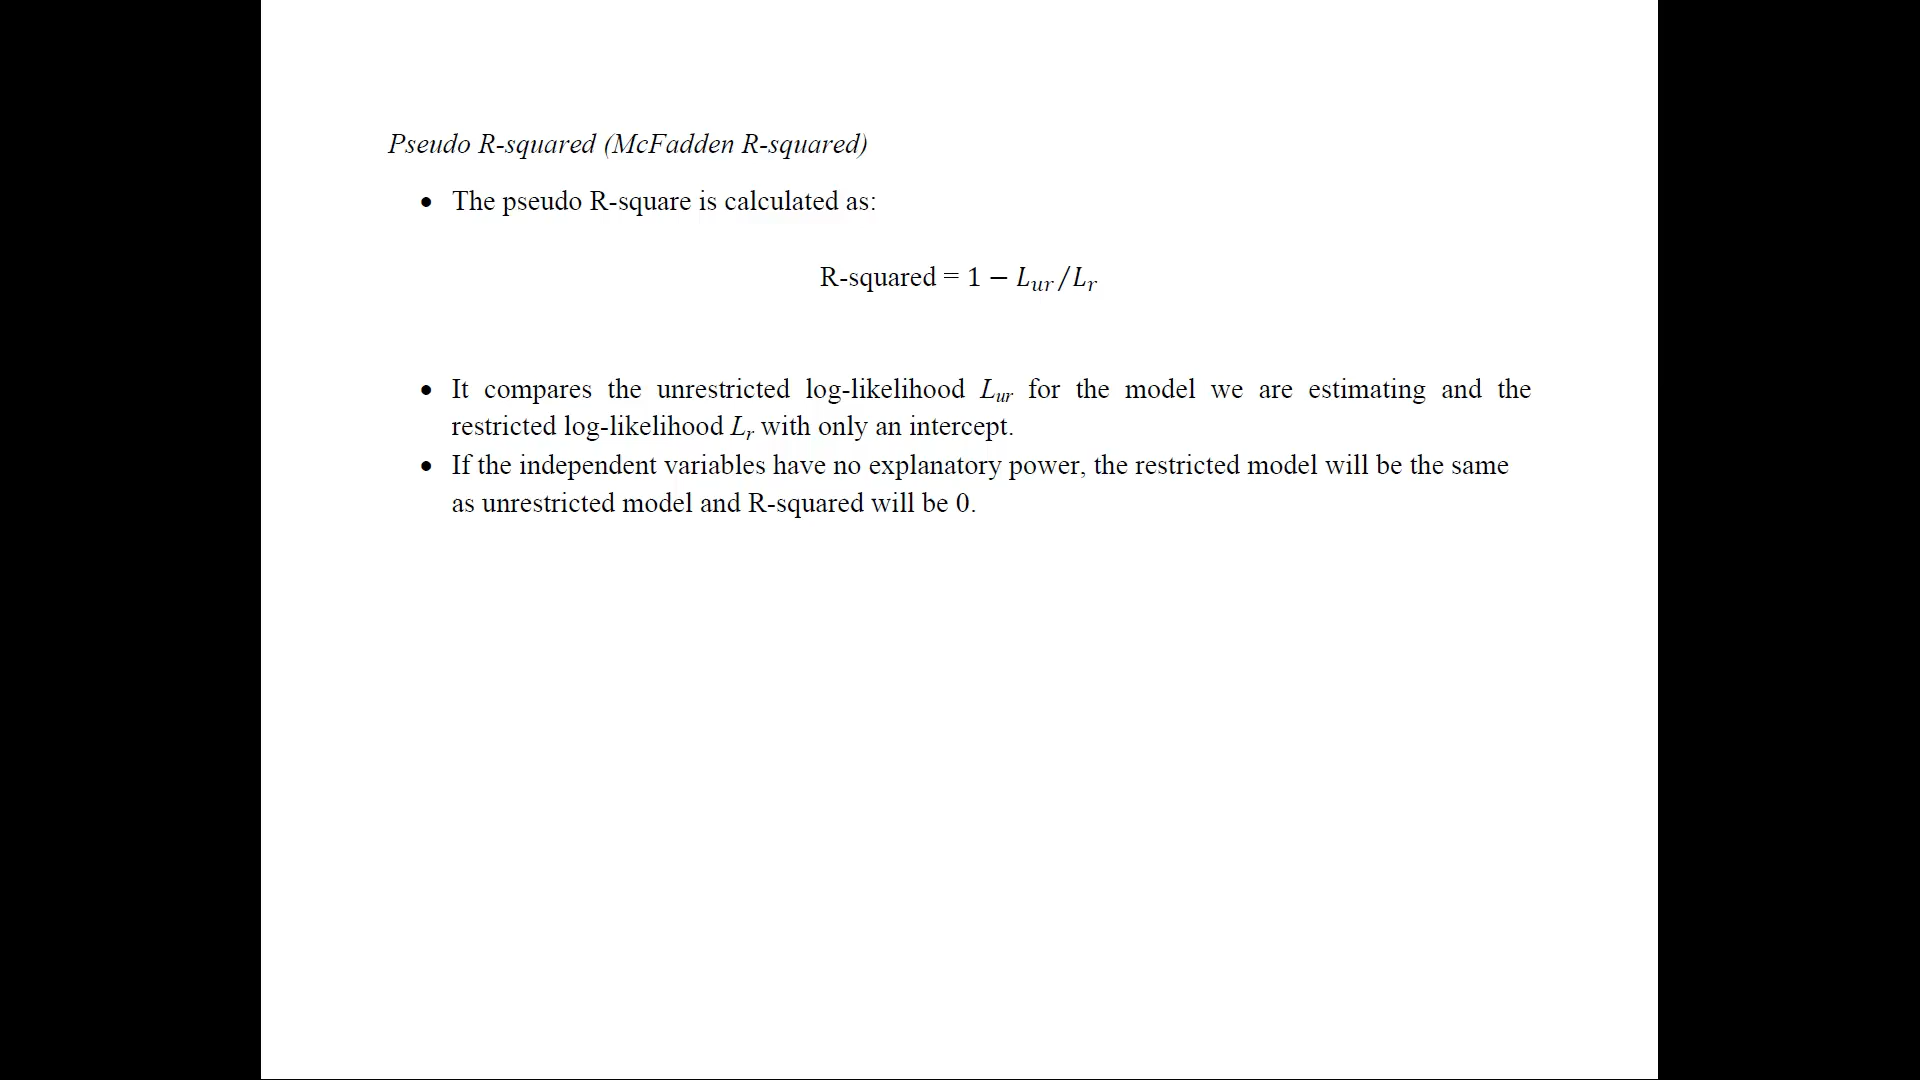 Pseudo R-squared (McFadden R-squared)
• The pseudo R-square is calculated as:
R-squared = 1 − L_ur/L_r
• It compares the unrestricted log-likelihood L_ur for the model we are estimating and the
restricted log-likelihood L_r with only an intercept.
• If the independent variables have no explanatory power, the restricted model will be the same
as unrestricted model and R-squared will be 0.